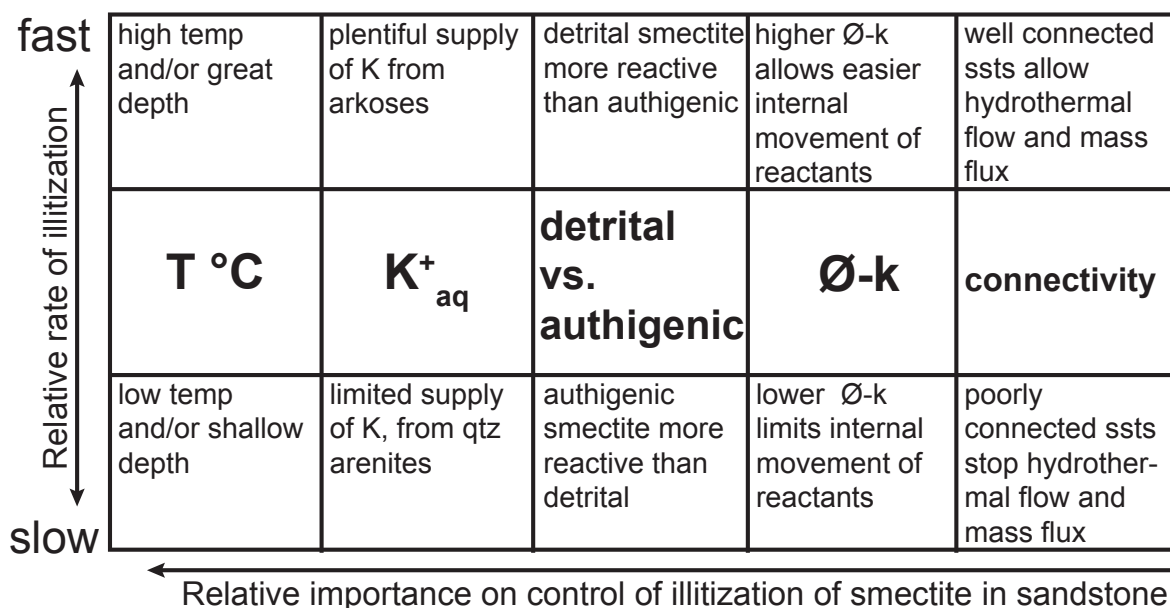 fast
Relative rate of illitization
slow
high temp
and/or great
depth
plentiful supply
of K from
arkoses
detrital smectite
more reactive
than authigenic
higher Ø-k
allows easier
internal
movement of
reactants
well connected
ssts allow
hydrothermal
flow and mass
flux
T °C
K⁺aq
detrital
vs.
authigenic
Ø-k
connectivity
low temp
and/or shallow
depth
limited supply
of K, from qtz
arenites
authigenic
smectite more
reactive than
detrital
lower Ø-k
limits internal
movement of
reactants
poorly
connected ssts
stop hydrother-
mal flow and
mass flux
Relative importance on control of illitization of smectite in sandstone